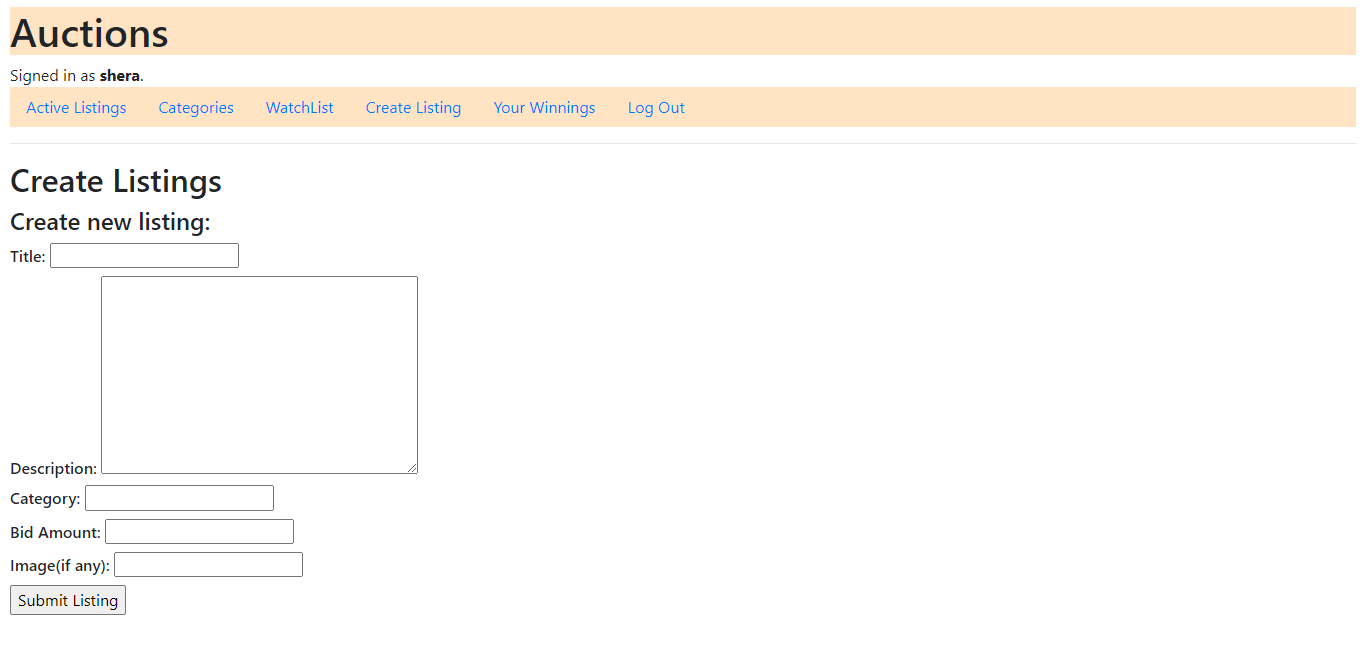 Auctions
Signed in as shera.
Active Listings Categories WatchList Create Listing Your Winnings Log Out
Create Listings
Create new listing:
Title:
Description:
Category:
Bid Amount:
Image(if any):
Submit Listing